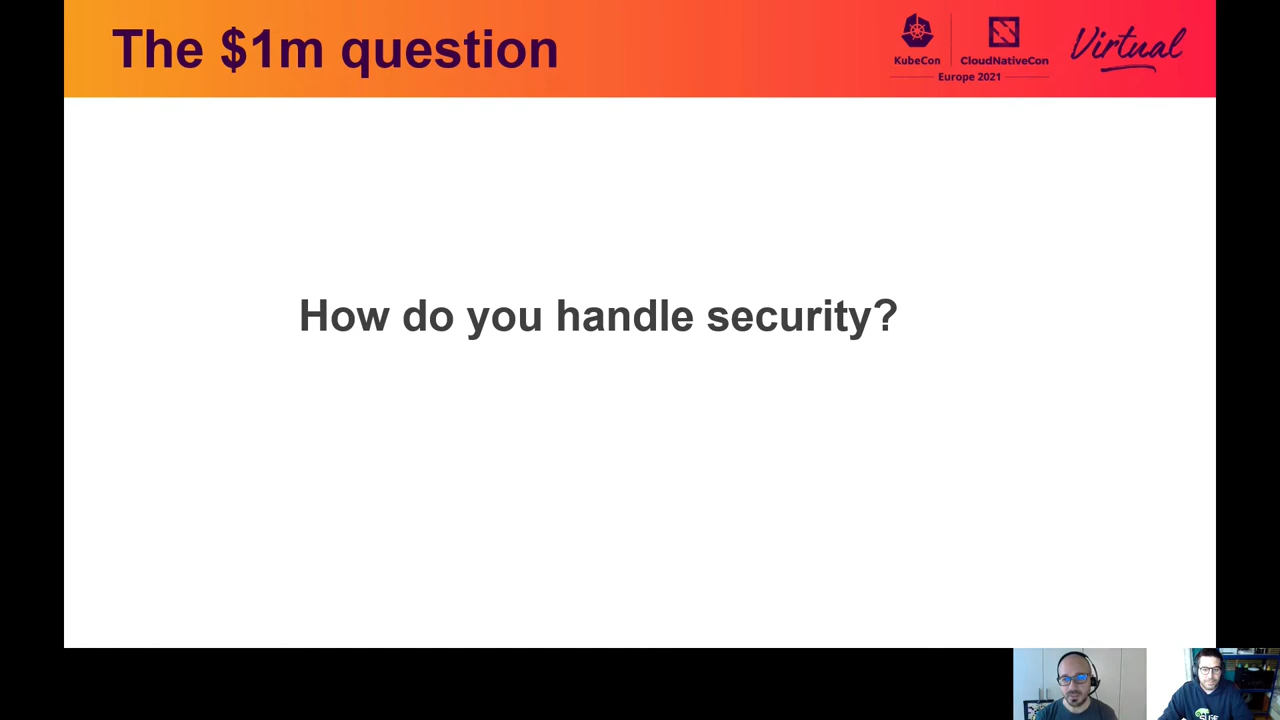 The $1m question
KubeCon
CloudNativeCon
Europe 2021
Virtual
How do you handle security?